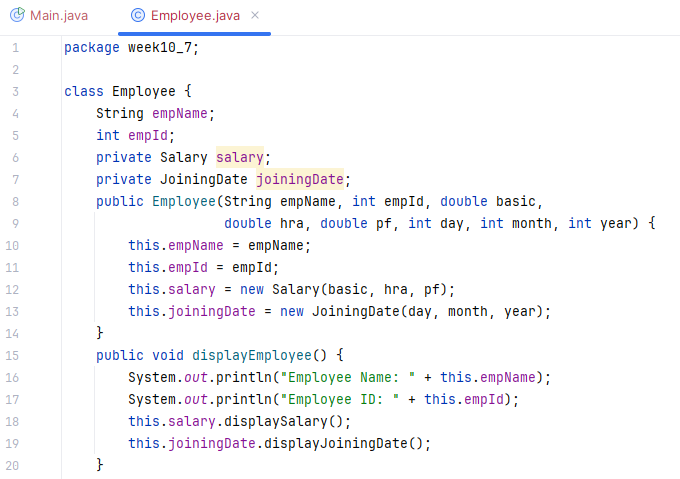 Main.java Employee.java
1 package week10_7;
2
3 class Employee {
4     String empName;
5     int empId;
6     private Salary salary;
7     private JoiningDate joiningDate;
8     public Employee(String empName, int empId, double basic,
9                     double hra, double pf, int day, int month, int year) {
10         this.empName = empName;
11         this.empId = empId;
12         this.salary = new Salary(basic, hra, pf);
13         this.joiningDate = new JoiningDate(day, month, year);
14     }
15     public void displayEmployee() {
16         System.out.println("Employee Name: " + this.empName);
17         System.out.println("Employee ID: " + this.empId);
18         this.salary.displaySalary();
19         this.joiningDate.displayJoiningDate();
20     }